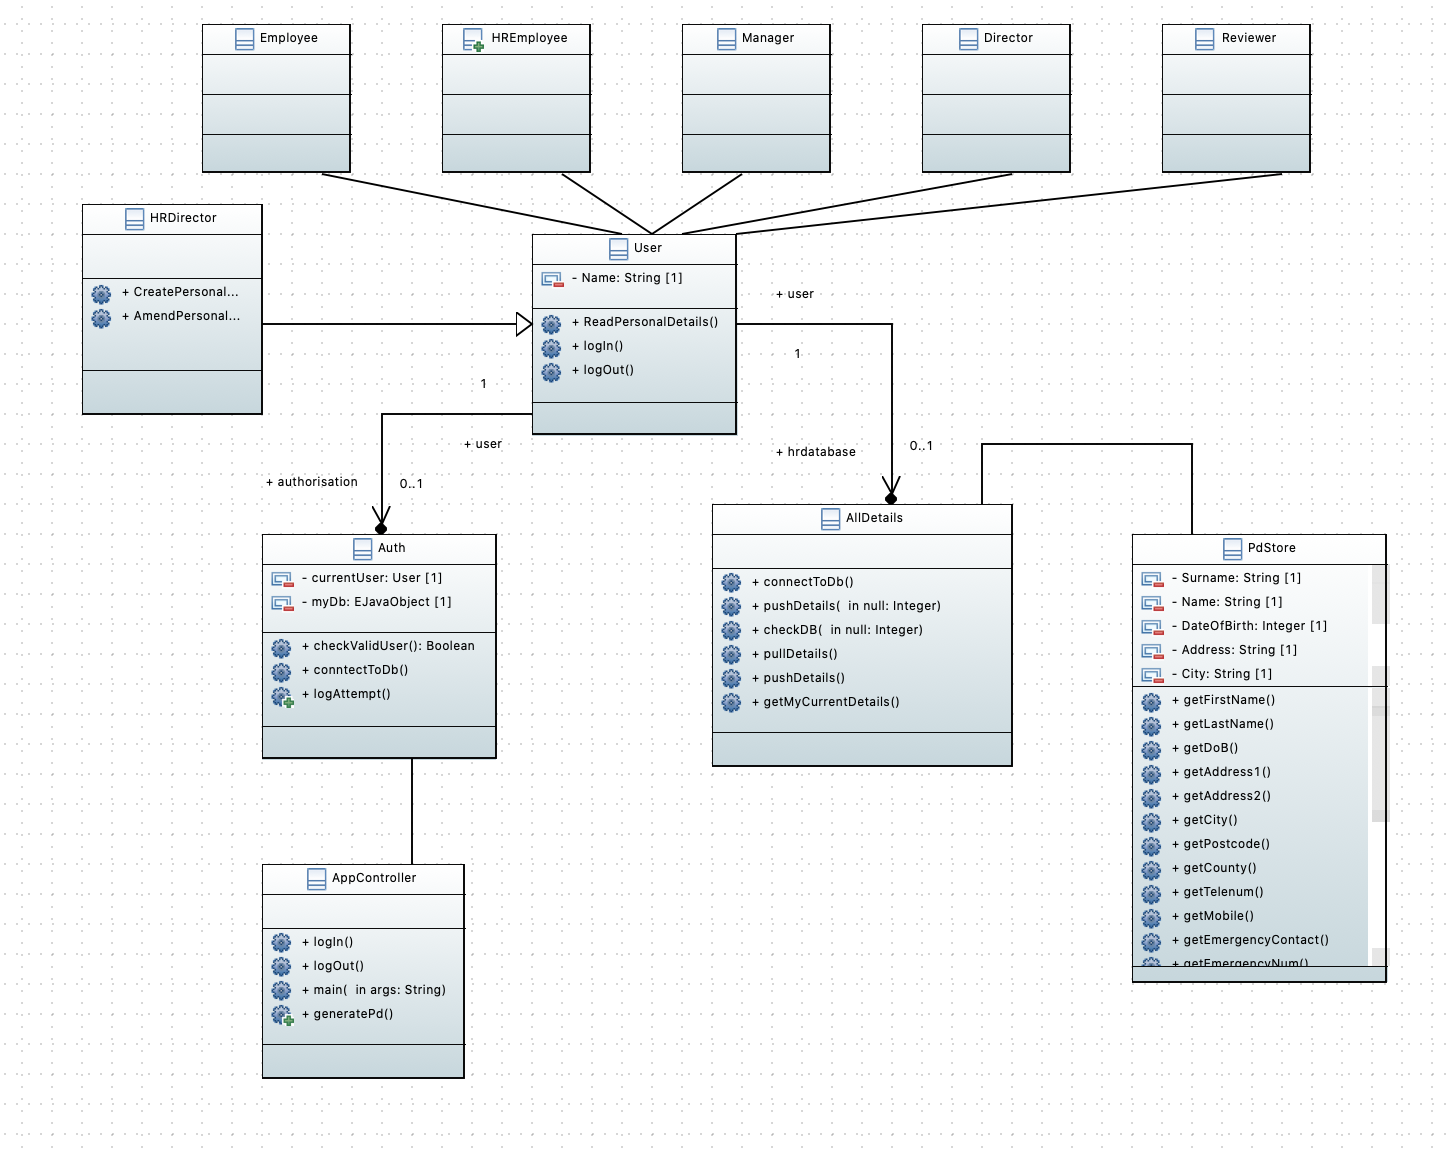 Employee
HREmployee
Manager
Director
Reviewer
HRDirector
+ CreatePersonal...
+ AmendPersonal...
User
- Name: String [1]
+ ReadPersonalDetails()
+ logIn()
+ logOut()
+ user
1
1
+ user
+ authorisation
0..1
+ hrdatabase
0..1
Auth
- currentUser: User [1]
- myDb: EJavaObject [1]
+ checkValidUser(): Boolean
+ conntectToDb()
+ logAttempt()
AllDetails
+ connectToDb()
+ pushDetails( in null: Integer)
+ checkDB( in null: Integer)
+ pullDetails()
+ pushDetails()
+ getMyCurrentDetails()
PdStore
- Surname: String [1]
- Name: String [1]
- DateOfBirth: Integer [1]
- Address: String [1]
- City: String [1]
+ getFirstName()
+ getLastName()
+ getDoB()
+ getAddress1()
+ getAddress2()
+ getCity()
+ getPostcode()
+ getCounty()
+ getTelenum()
+ getMobile()
+ getEmergencyContact()
+ getEmergencyNum()
AppController
+ logIn()
+ logOut()
+ main( in args: String)
+ generatePd()